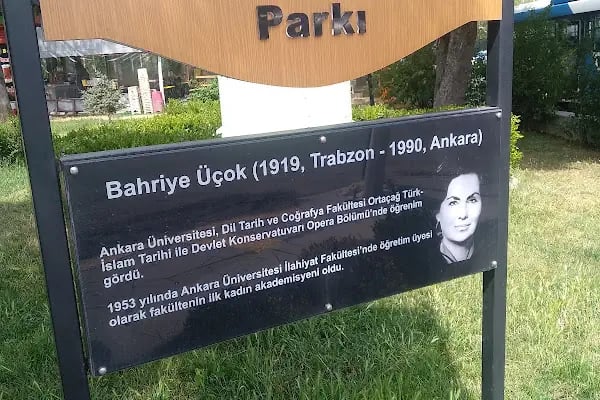 Parkı
Bahriye Üçok (1919, Trabzon - 1990, Ankara)
Ankara Üniversitesi, Dil Tarih ve Coğrafya Fakültesi Ortaçağ Türk-
İslam Tarihi ile Devlet Konservatuvarı Opera Bölümü'nde öğrenim
gördü.
1953 yılında Ankara Üniversitesi İlahiyat Fakültesi'nde öğretim üyesi
olarak fakültenin ilk kadın akademisyeni oldu.